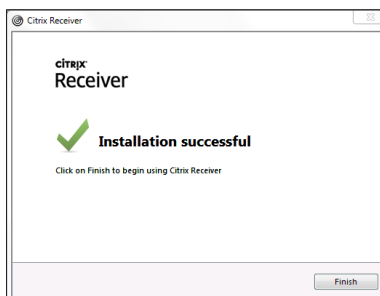 Citrix Receiver
CITRIX
Receiver
Installation successful
Click on Finish to begin using Citrix Receiver
Finish